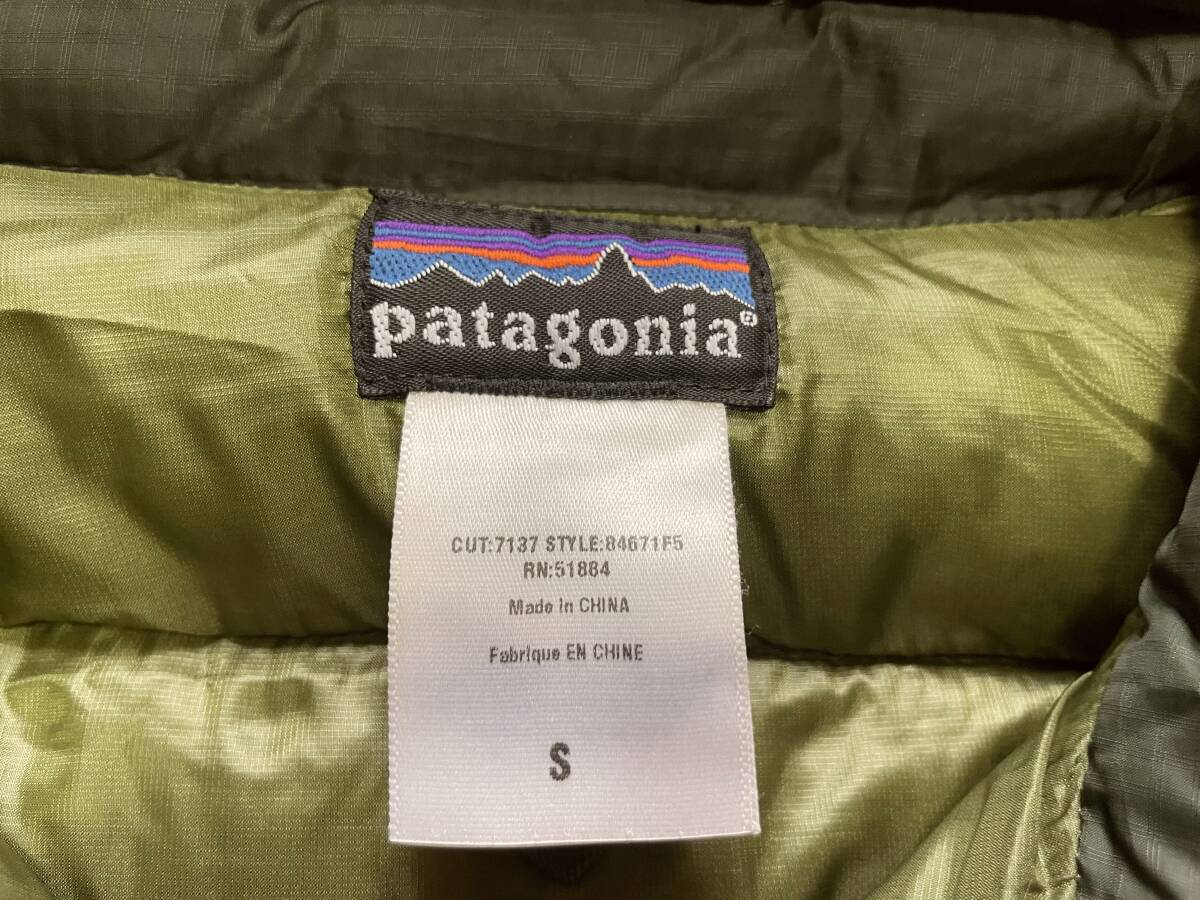 patagonia®
CUT:7137 STYLE:84671F5
RN:51884
Made in CHINA
Fabrique EN CHINE
S